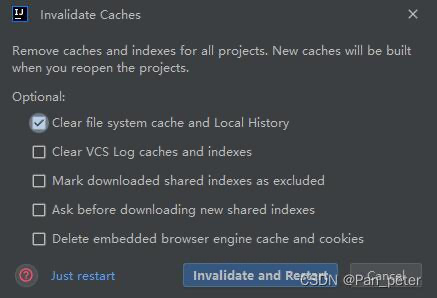 IJ
Invalidate Caches
Remove caches and indexes for all projects. New caches will be built
when you reopen the projects.
Optional:
Clear file system cache and Local History
Clear VCS Log caches and indexes
Mark downloaded shared indexes as excluded
Ask before downloading new shared indexes
Delete embedded browser engine cache and cookies
? Just restart Invalidate and Restart Cancel
CSDN @Pan_peter